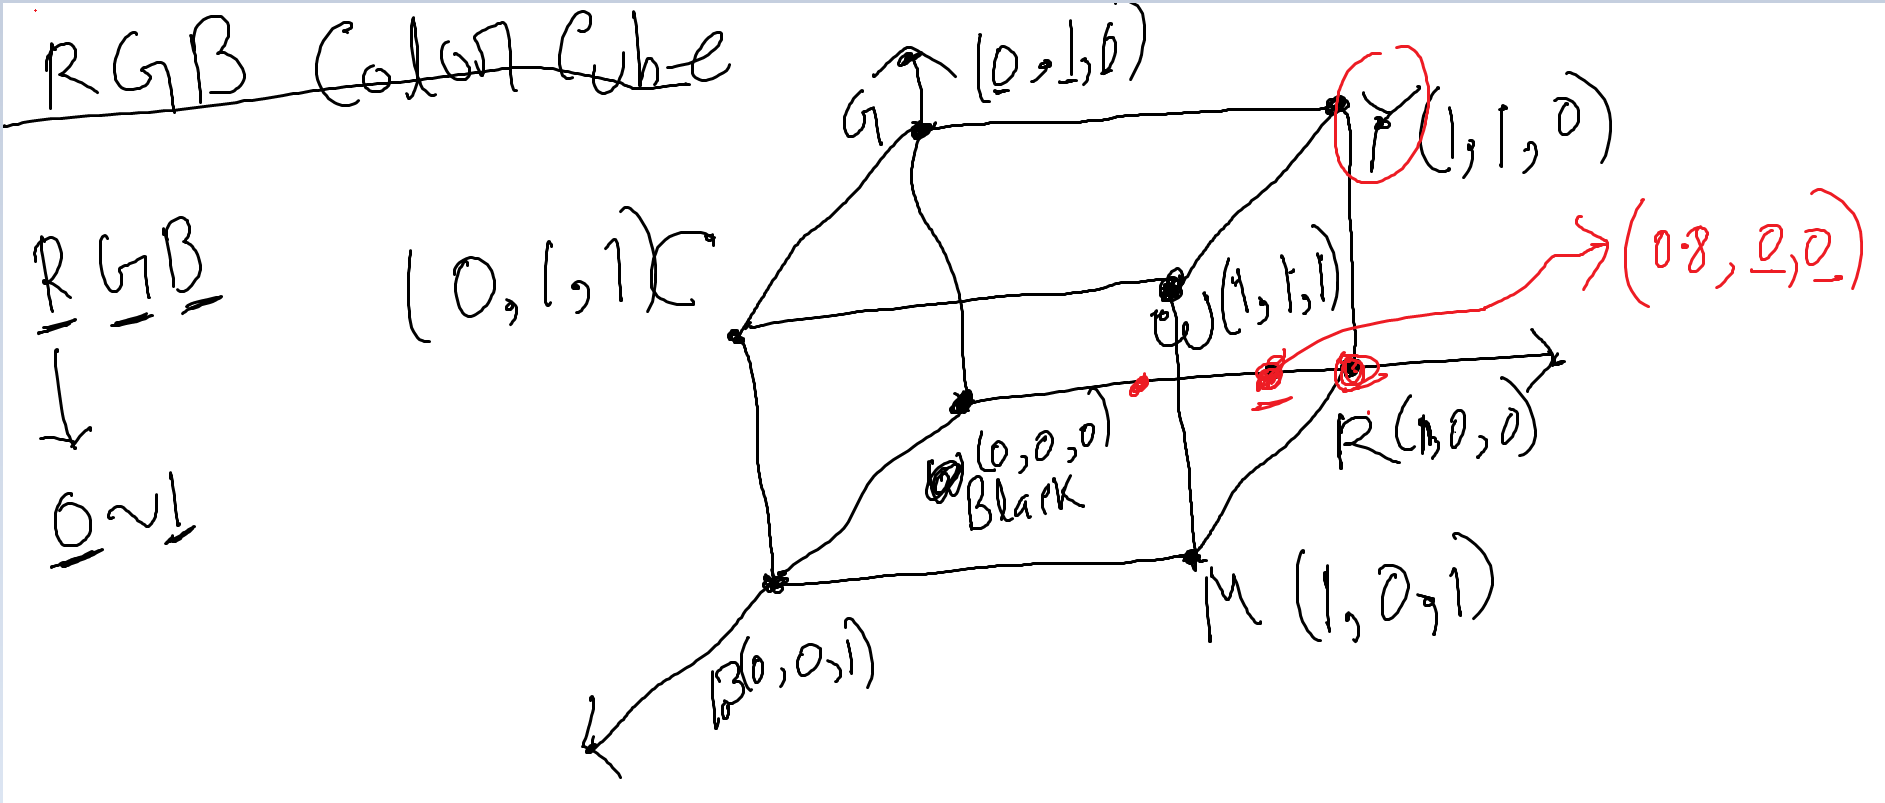 RGB Color Cube
G (0,1,0)
Y (1,1,0)
(0.8, 0, 0)
RGB
(0,1,1) C
W (1,1,1)
0~1
(0,0,0)
Black
R (1,0,0)
B (0,0,1)
M (1,0,1)